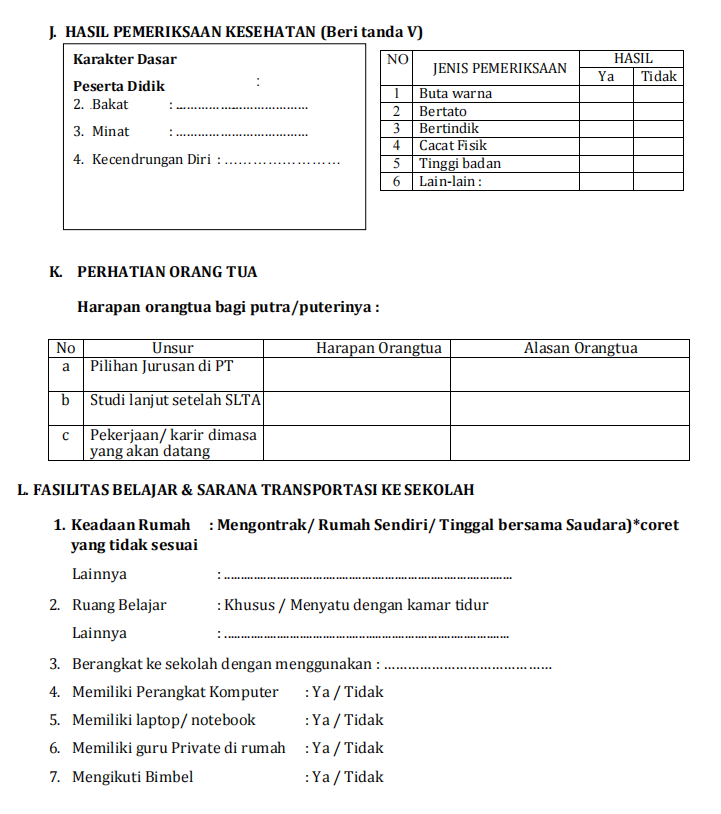 J. HASIL PEMERIKSAAN KESEHATAN (Beri tanda V)
Karakter Dasar
Peserta Didik :
2. Bakat : ......................................
3. Minat : ......................................
4. Kecendrungan Diri : ........................
NO JENIS PEMERIKSAAN HASIL
Ya Tidak
1 Buta warna
2 Bertato
3 Bertindik
4 Cacat Fisik
5 Tinggi badan
6 Lain-lain :
K. PERHATIAN ORANG TUA
Harapan orangtua bagi putra/puterinya :
No Unsur Harapan Orangtua Alasan Orangtua
a Pilihan Jurusan di PT
b Studi lanjut setelah SLTA
c Pekerjaan/ karir dimasa
yang akan datang
L. FASILITAS BELAJAR & SARANA TRANSPORTASI KE SEKOLAH
1. Keadaan Rumah : Mengontrak/ Rumah Sendiri/ Tinggal bersama Saudara)*coret
yang tidak sesuai
Lainnya : ......................................................................................
2. Ruang Belajar : Khusus / Menyatu dengan kamar tidur
Lainnya : ......................................................................................
3. Berangkat ke sekolah dengan menggunakan : ..........................................
4. Memiliki Perangkat Komputer : Ya / Tidak
5. Memiliki laptop/ notebook : Ya / Tidak
6. Memiliki guru Private di rumah : Ya / Tidak
7. Mengikuti Bimbel : Ya / Tidak